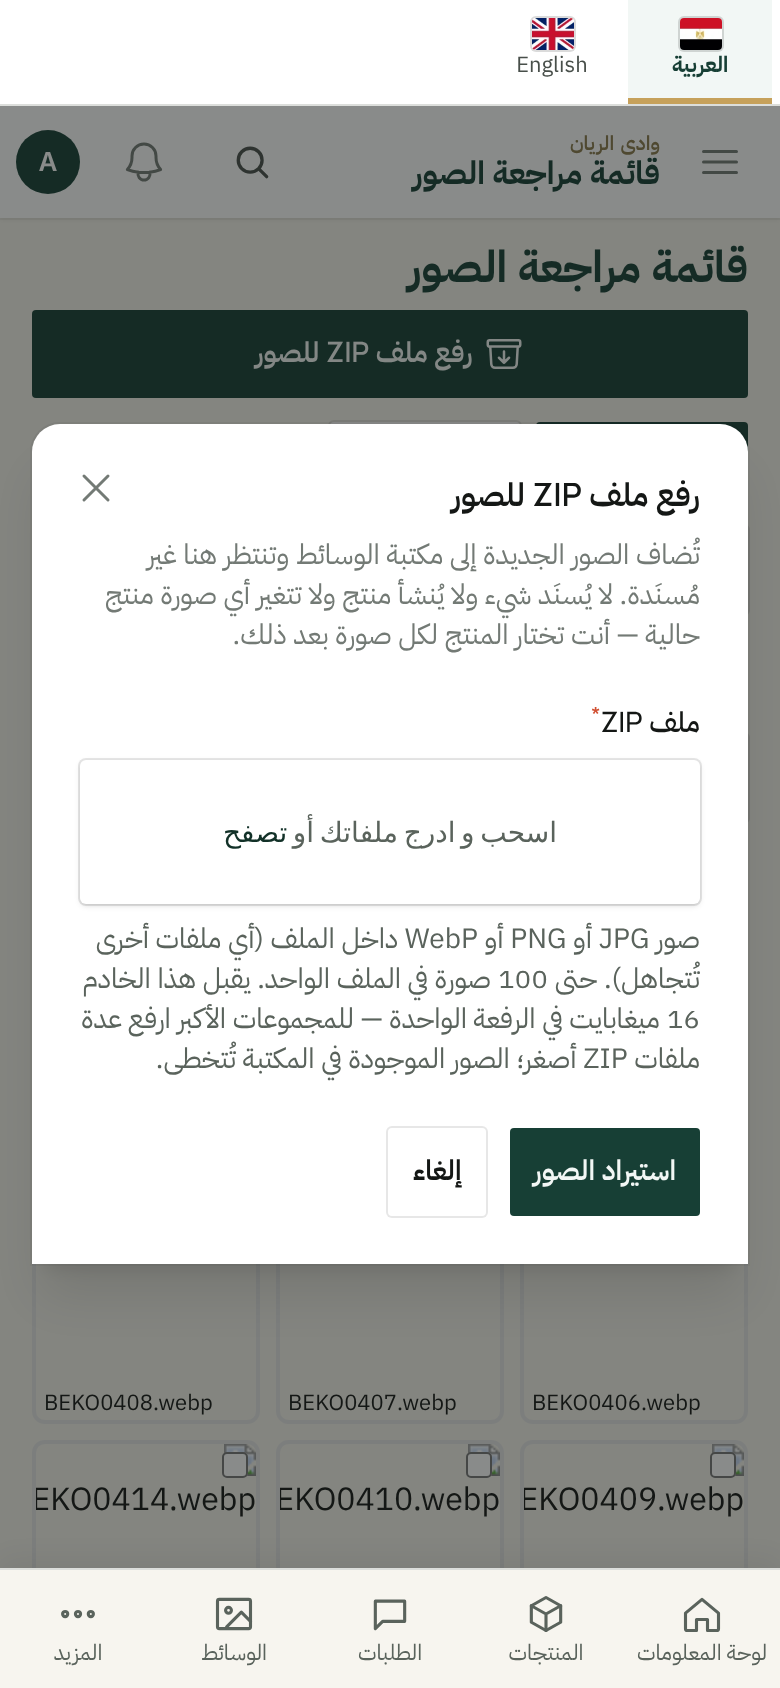 العربية
English
وادى الريان
قائمة مراجعة الصور
A
قائمة مراجعة الصور
رفع ملف ZIP للصور
رفع ملف ZIP للصور
تُضاف الصور الجديدة إلى مكتبة الوسائط وتنتظر هنا غير
مُسنَدة. لا يُسنَد شيء ولا يُنشأ منتج ولا تتغير أي صورة منتج
حالية — أنت تختار المنتج لكل صورة بعد ذلك.
ملف ZIP*
اسحب و ادرج ملفاتك أو تصفح
صور JPG أو PNG أو WebP داخل الملف (أي ملفات أخرى
تُتجاهل). حتى 100 صورة في الملف الواحد. يقبل هذا الخادم
16 ميغابايت في الرفعة الواحدة — للمجموعات الأكبر ارفع عدة
ملفات ZIP أصغر؛ الصور الموجودة في المكتبة تُتخطى.
استيراد الصور
إلغاء
BEKO0406.webp
BEKO0407.webp
BEKO0408.webp
EKO0409.webp
EKO0410.webp
EKO0414.webp
لوحة المعلومات
المنتجات
الطلبات
الوسائط
المزيد